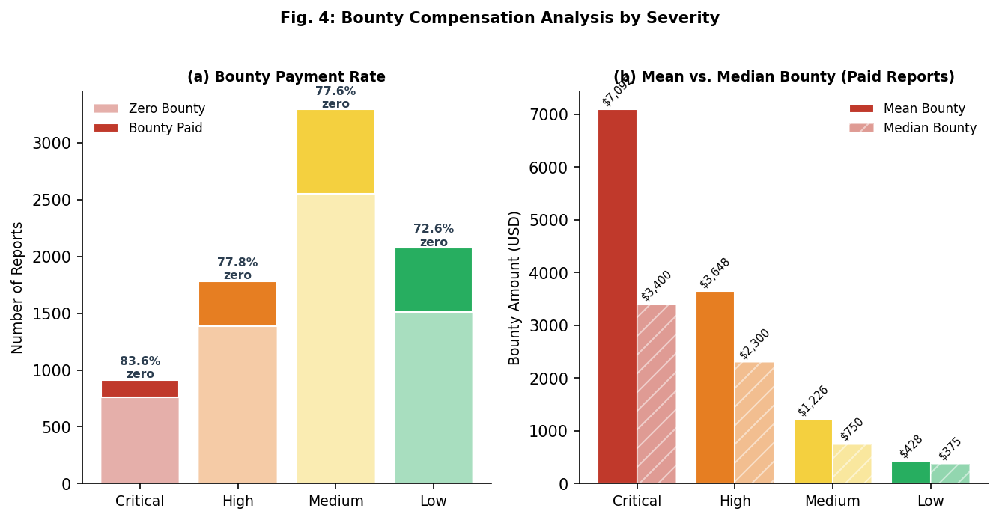 Fig. 4: Bounty Compensation Analysis by Severity
(a) Bounty Payment Rate
Zero Bounty
Bounty Paid
Number of Reports
3000
2500
2000
1500
1000
500
0
83.6%
zero
77.8%
zero
77.6%
zero
72.6%
zero
Critical
High
Medium
Low
(b) Mean vs. Median Bounty (Paid Reports)
Mean Bounty
Median Bounty
Bounty Amount (USD)
7000
6000
5000
4000
3000
2000
1000
0
$3,400
$3,648
$2,300
$1,226
$750
$428
$375
Critical
High
Medium
Low